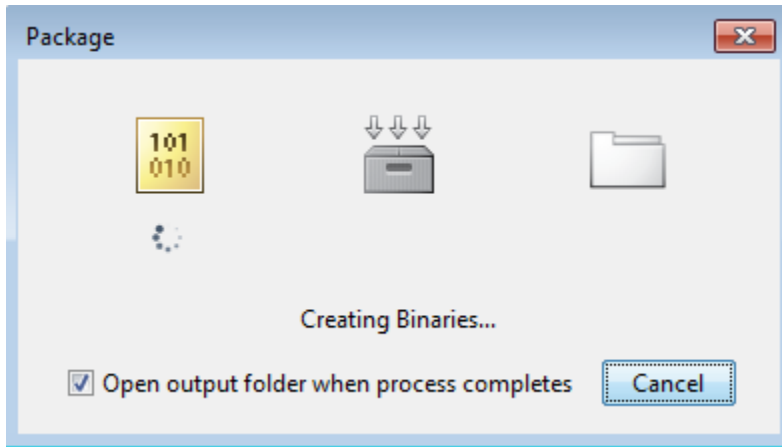 Package
101
010
Creating Binaries...
Open output folder when process completes
Cancel